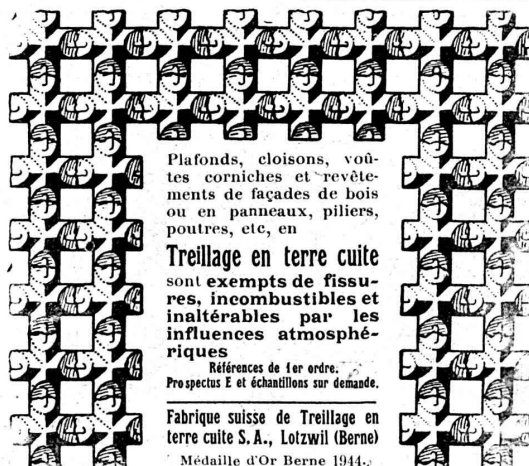 Plafonds, cloisons, voû-
tes corniches et revête-
ments de façades de bois
ou en panneaux, piliers,
poutres, etc, en
Treillage en terre cuite
sont exempts de fissu-
res, incombustibles et
inaltérables par les
influences atmosphé-
riques
Références de 1er ordre.
Prospectus E et échantillons sur demande.
Fabrique suisse de Treillage en
terre cuite S. A., Lotzwil (Berne)
Médaille d'Or Berne 1944.